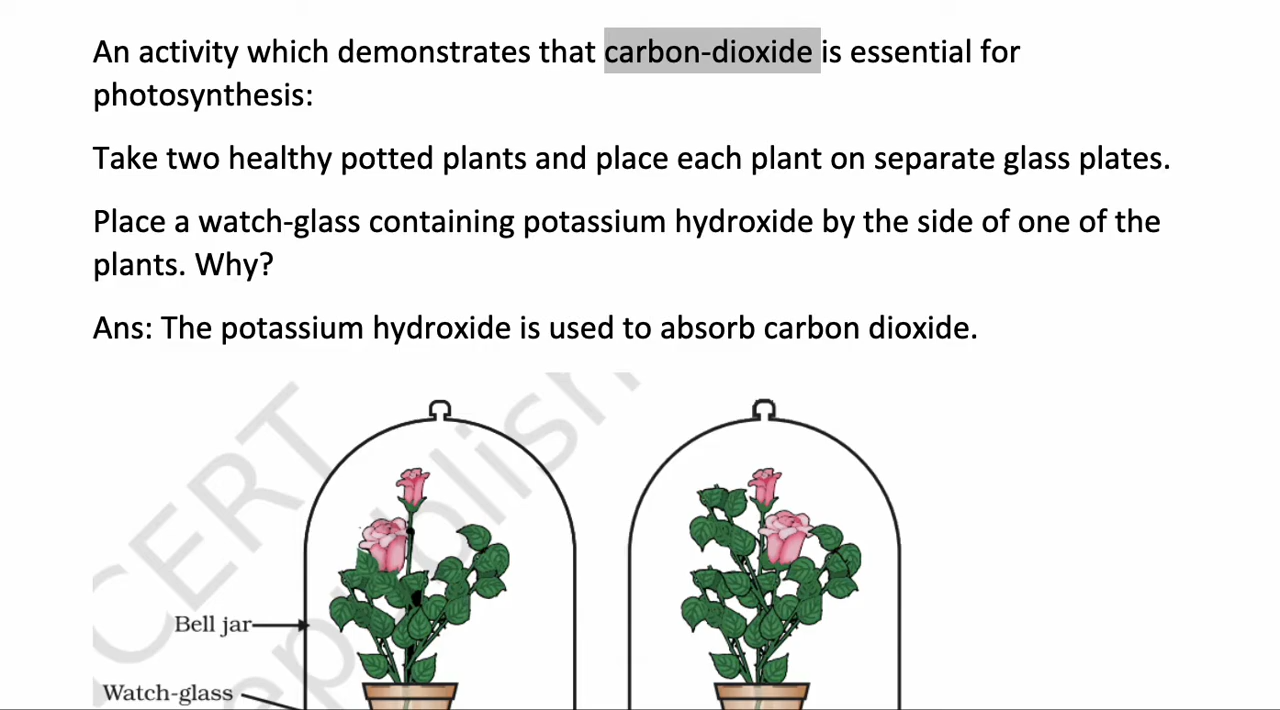 An activity which demonstrates that carbon-dioxide is essential for
photosynthesis:
Take two healthy potted plants and place each plant on separate glass plates.
Place a watch-glass containing potassium hydroxide by the side of one of the
plants. Why?
Ans: The potassium hydroxide is used to absorb carbon dioxide.
CERT
republish
Bell jar
Watch-glass